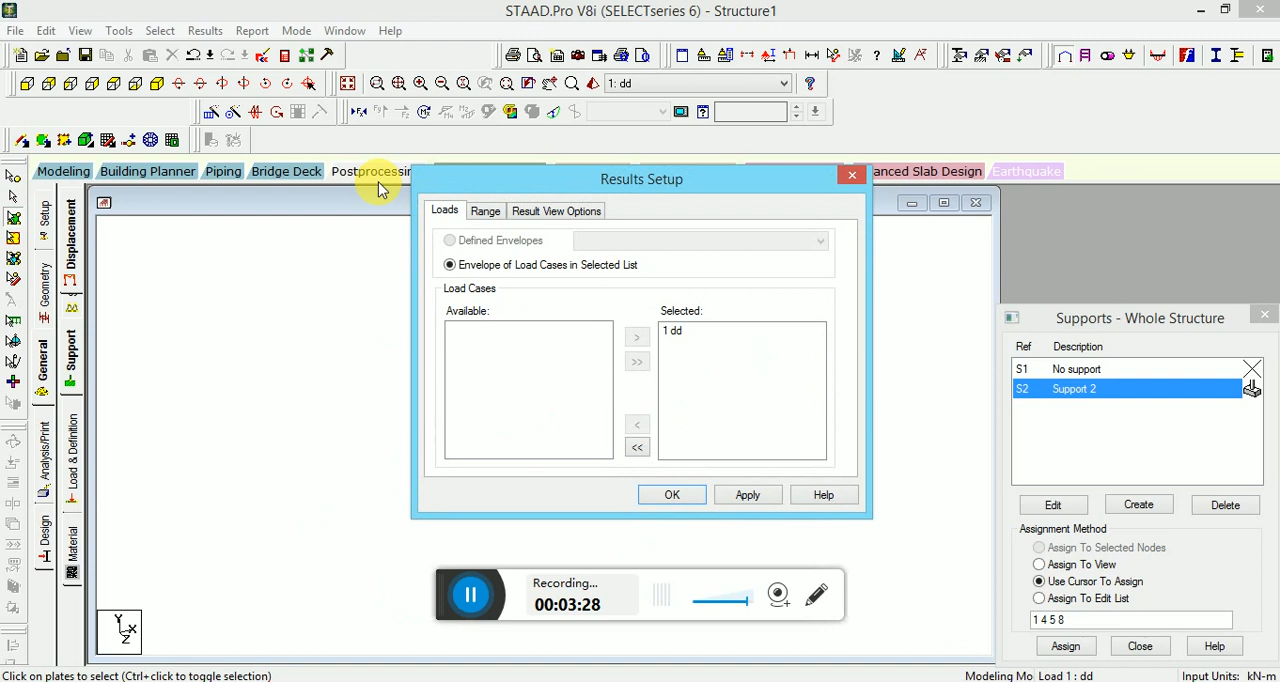 STAAD.Pro V8i (SELECTseries 6) - Structure1
File Edit View Tools Select Results Report Mode Window Help
1: dd
Modeling Building Planner Piping Bridge Deck Postprocessin anced Slab Design Earthquake
Setup
Geometry
General
Analysis/Print
Design
Displacement
Support
Load & Definition
Material
Results Setup
Loads Range Result View Options
Defined Envelopes
Envelope of Load Cases in Selected List
Load Cases
Available: Selected:
1 dd
>
>>
<
<<
OK Apply Help
Recording...
00:03:28
Supports - Whole Structure
Ref Description
S1 No support
S2 Support 2
Edit Create Delete
Assignment Method
Assign To Selected Nodes
Assign To View
Use Cursor To Assign
Assign To Edit List
1 4 5 8
Assign Close Help
Y
X
Z
Click on plates to select (Ctrl+click to toggle selection) Modeling Mo Load 1 : dd Input Units: kN-m